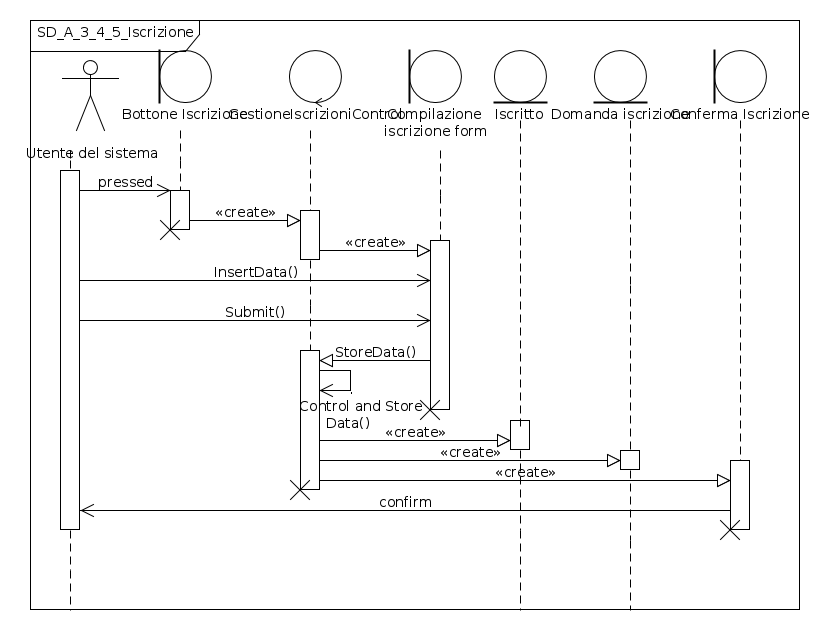 SD_A_3_4_5_Iscrizione
Bottone Iscrizione
GestioneIscrizioniControl
Compilazione
iscrizione form
Iscritto
Domanda iscrizione
Conferma Iscrizione
Utente del sistema
pressed
«create»
«create»
InsertData()
Submit()
StoreData()
Control and Store
Data()
«create»
«create»
«create»
confirm